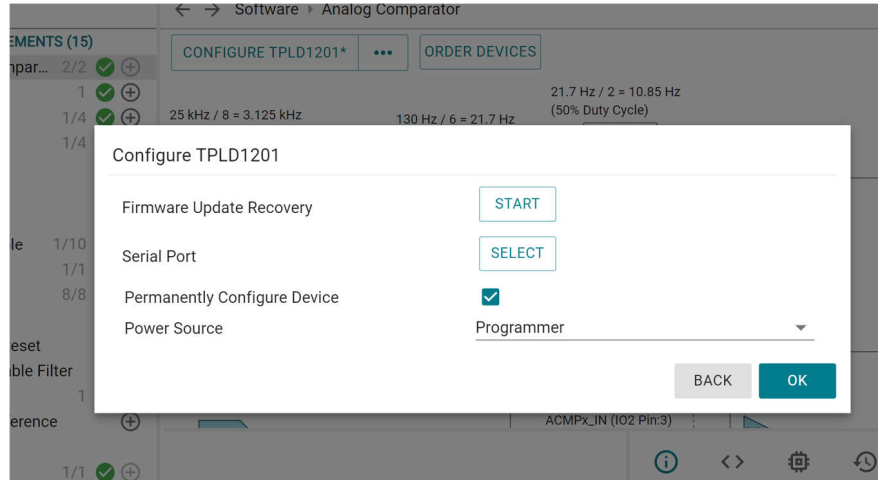 ← → Software ▸ Analog Comparator
EMENTS (15)
CONFIGURE TPLD1201* ••• ORDER DEVICES
mpar... 2/2
1
21.7 Hz / 2 = 10.85 Hz
(50% Duty Cycle)
1/4
25 kHz / 8 = 3.125 kHz
130 Hz / 6 = 21.7 Hz
1/4
Configure TPLD1201
Firmware Update Recovery START
le 1/10
Serial Port SELECT
1/1
8/8
Permanently Configure Device
Power Source Programmer
eset
ble Filter
BACK OK
1
erence
ACMPx_IN (IO2 Pin:3)
1/1